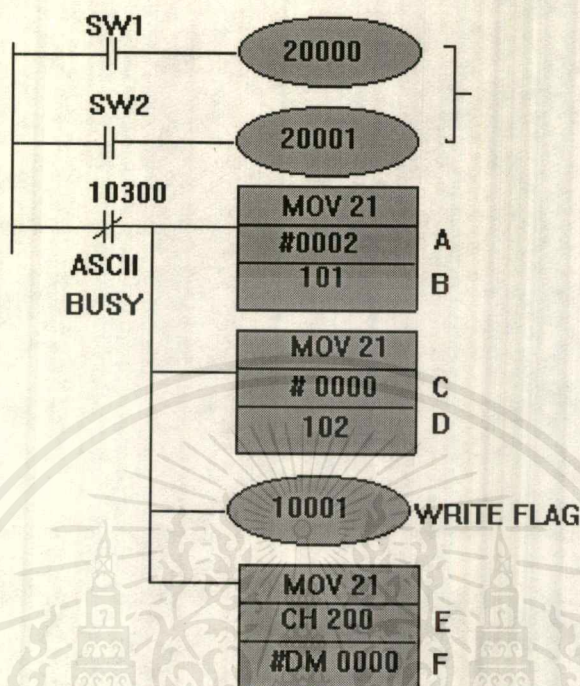 SW1
20000
SW2
20001
10300
ASCII
BUSY
MOV 21
#0002 A
101 B
MOV 21
# 0000 C
102 D
10001 WRITE FLAG
MOV 21
CH 200 E
#DM 0000 F